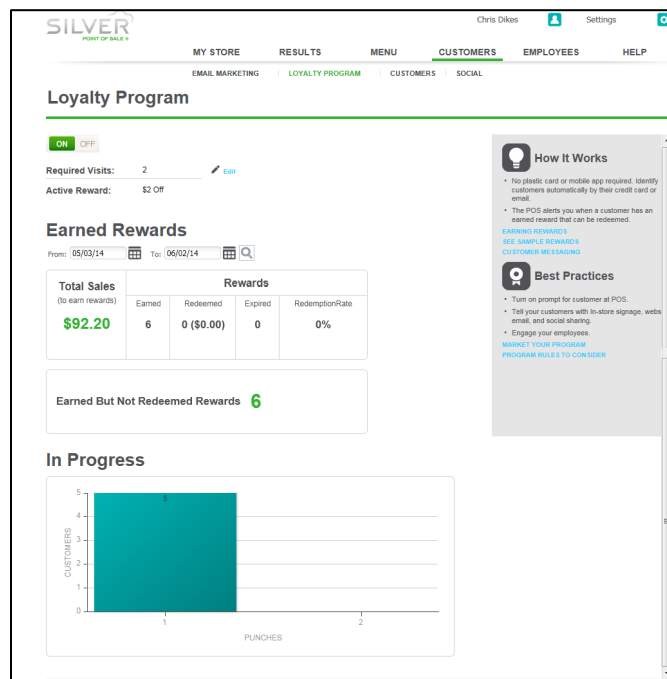 SILVER
POINT OF SALE
Chris Dikes Settings
MY STORE RESULTS MENU CUSTOMERS EMPLOYEES HELP
EMAIL MARKETING LOYALTY PROGRAM CUSTOMERS SOCIAL
Loyalty Program
ON OFF
Required Visits: 2 Edit
Active Reward: $2 Off
Earned Rewards
From: 05/03/14 To: 06/02/14
Total Sales
(to earn rewards)
$92.20
Rewards
Earned Redeemed Expired RedemptionRate
6 0 ($0.00) 0 0%
Earned But Not Redeemed Rewards 6
In Progress
5
4
3
2
1
0
5
CUSTOMERS
1 2
PUNCHES
How It Works
• No plastic card or mobile app required. Identify
customers automatically by their credit card or
email.
• The POS alerts you when a customer has an
earned reward that can be redeemed.
EARNING REWARDS
SEE SAMPLE REWARDS
CUSTOMER MESSAGING
Best Practices
• Turn on prompt for customer at POS.
• Tell your customers with In-store signage, webs
email, and social sharing.
• Engage your employees.
MARKET YOUR PROGRAM
PROGRAM RULES TO CONSIDER